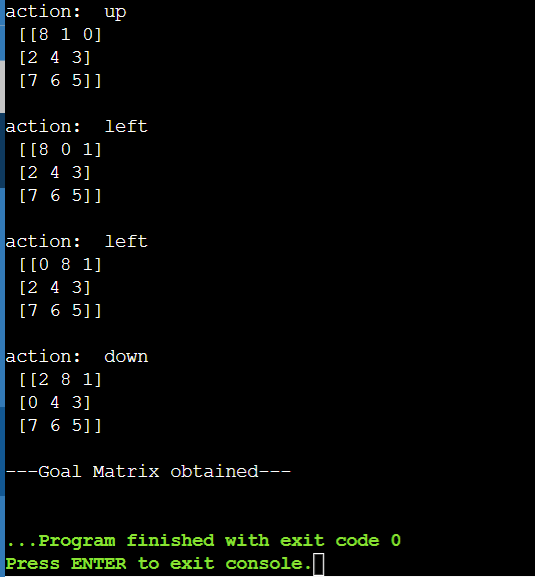 action:  up
 [[8 1 0]
 [2 4 3]
 [7 6 5]]
action:  left
 [[8 0 1]
 [2 4 3]
 [7 6 5]]
action:  left
 [[0 8 1]
 [2 4 3]
 [7 6 5]]
action:  down
 [[2 8 1]
 [0 4 3]
 [7 6 5]]
---Goal Matrix obtained---
...Program finished with exit code 0
Press ENTER to exit console.